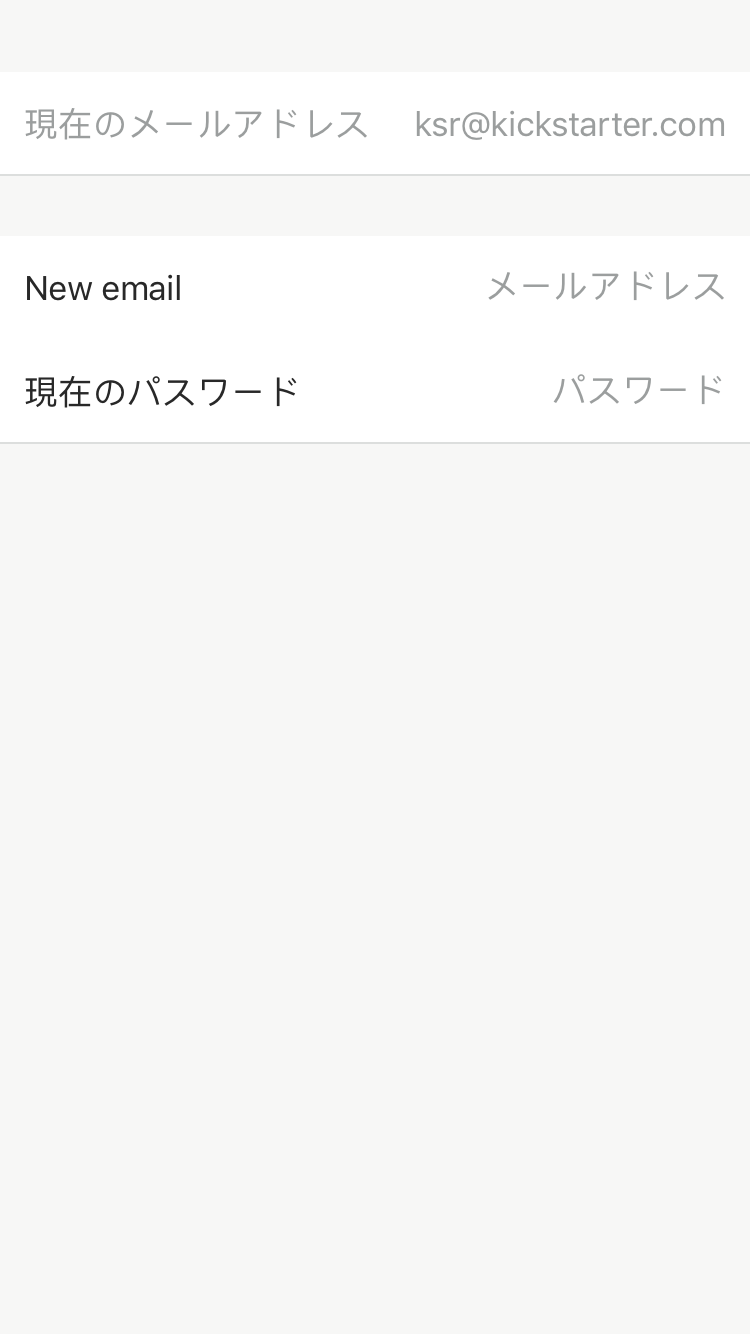 現在のメールアドレス ksr@kickstarter.com
New email メールアドレス
現在のパスワード パスワード